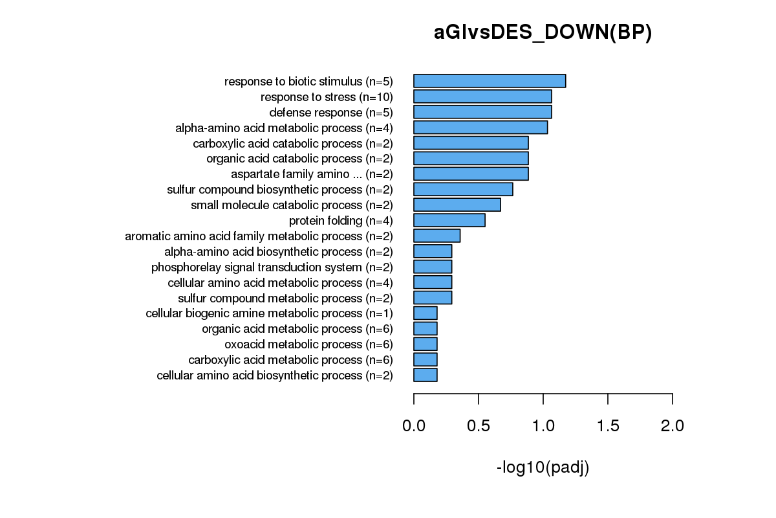 aGIvsDES_DOWN(BP)
response to biotic stimulus (n=5)
response to stress (n=10)
defense response (n=5)
alpha-amino acid metabolic process (n=4)
carboxylic acid catabolic process (n=2)
organic acid catabolic process (n=2)
aspartate family amino ... (n=2)
sulfur compound biosynthetic process (n=2)
small molecule catabolic process (n=2)
protein folding (n=4)
aromatic amino acid family metabolic process (n=2)
alpha-amino acid biosynthetic process (n=2)
phosphorelay signal transduction system (n=2)
cellular amino acid metabolic process (n=4)
sulfur compound metabolic process (n=2)
cellular biogenic amine metabolic process (n=1)
organic acid metabolic process (n=6)
oxoacid metabolic process (n=6)
carboxylic acid metabolic process (n=6)
cellular amino acid biosynthetic process (n=2)
0.0 0.5 1.0 1.5 2.0
-log10(padj)